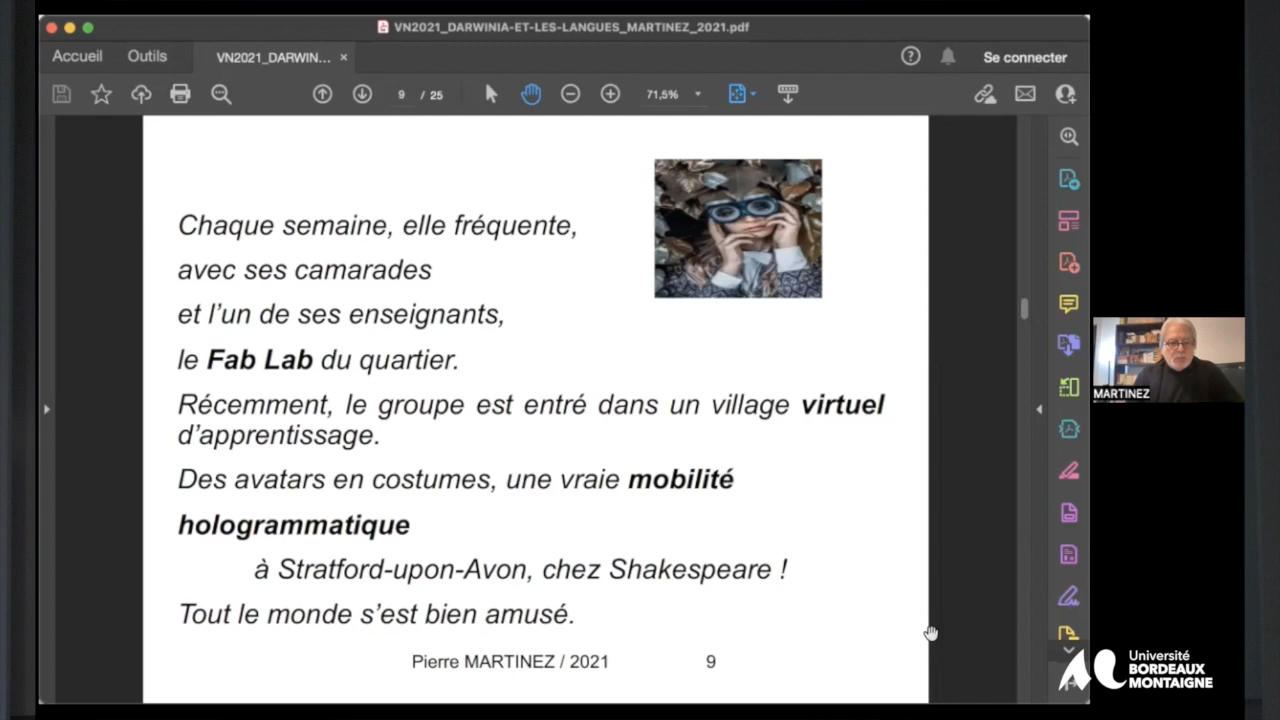 VN2021_DARWINIA-ET-LES-LANGUES_MARTINEZ_2021.pdf
Accueil
Outils
VN2021_DARWIN...
Se connecter
9 / 25
71,5%
Chaque semaine, elle fréquente,
avec ses camarades
et l’un de ses enseignants,
le Fab Lab du quartier.
Récemment, le groupe est entré dans un village virtuel
d’apprentissage.
Des avatars en costumes, une vraie mobilité
hologrammatique
à Stratford-upon-Avon, chez Shakespeare !
Tout le monde s’est bien amusé.
Pierre MARTINEZ / 2021
9
MARTINEZ
Université
BORDEAUX
MONTAIGNE